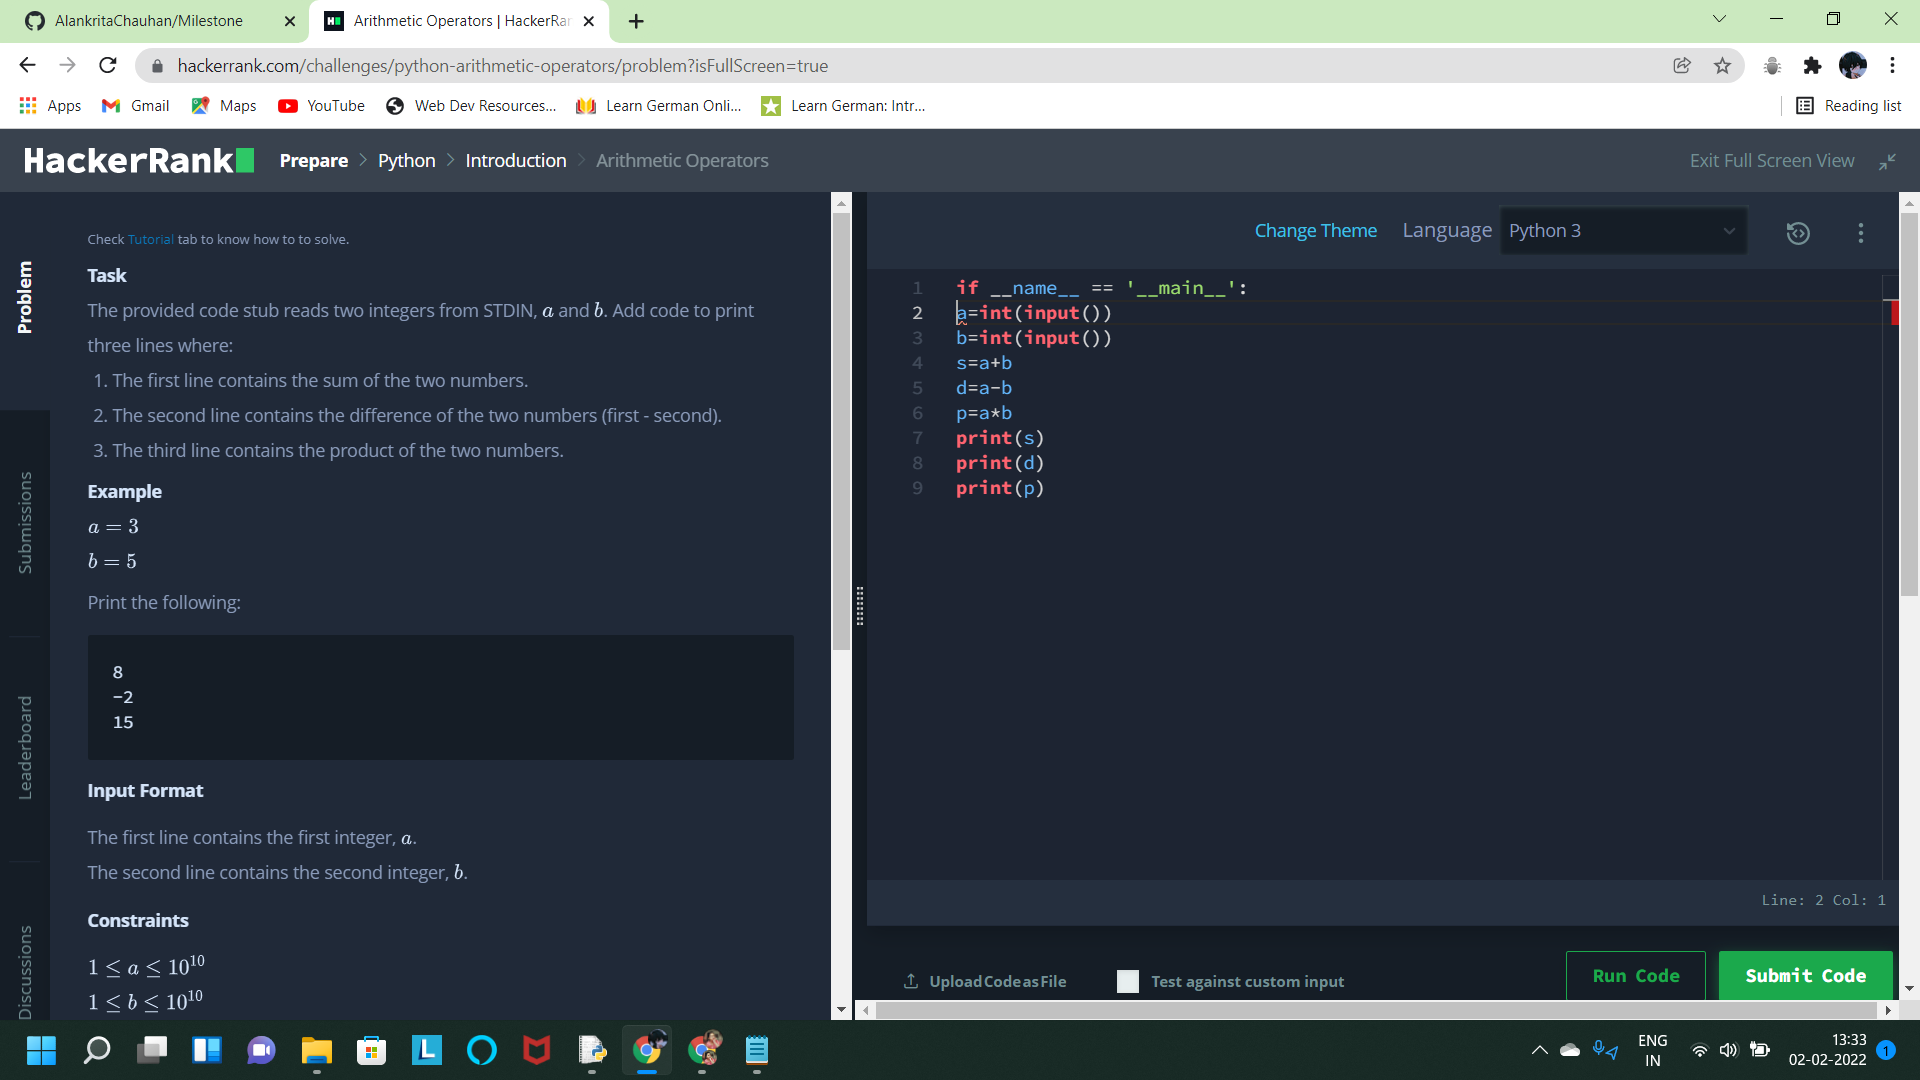 AlankritaChauhan/Milestone
Arithmetic Operators | HackerRan
hackerrank.com/challenges/python-arithmetic-operators/problem?isFullScreen=true
Apps Gmail Maps YouTube Web Dev Resources... Learn German Onli... Learn German: Intr... Reading list
HackerRank Prepare Python Introduction Arithmetic Operators Exit Full Screen View
Problem
Submissions
Leaderboard
Discussions
Check Tutorial tab to know how to to solve.
Task
The provided code stub reads two integers from STDIN, a and b. Add code to print
three lines where:
1. The first line contains the sum of the two numbers.
2. The second line contains the difference of the two numbers (first - second).
3. The third line contains the product of the two numbers.
Example
a = 3
b = 5
Print the following:
8
-2
15
Input Format
The first line contains the first integer, a.
The second line contains the second integer, b.
Constraints
1 ≤ a ≤ 10^10
1 ≤ b ≤ 10^10
Change Theme Language Python 3
1 if __name__ == '__main__':
2 a=int(input())
3 b=int(input())
4 s=a+b
5 d=a-b
6 p=a*b
7 print(s)
8 print(d)
9 print(p)
Line: 2 Col: 1
Upload Code as File Test against custom input Run Code Submit Code
ENG
IN
13:33
02-02-2022
1